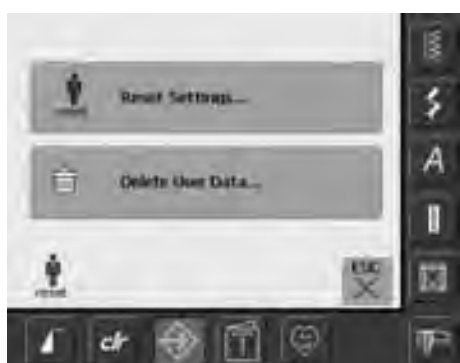 Reset Settings...
Delete User Data...
reset
ESC
A
clr